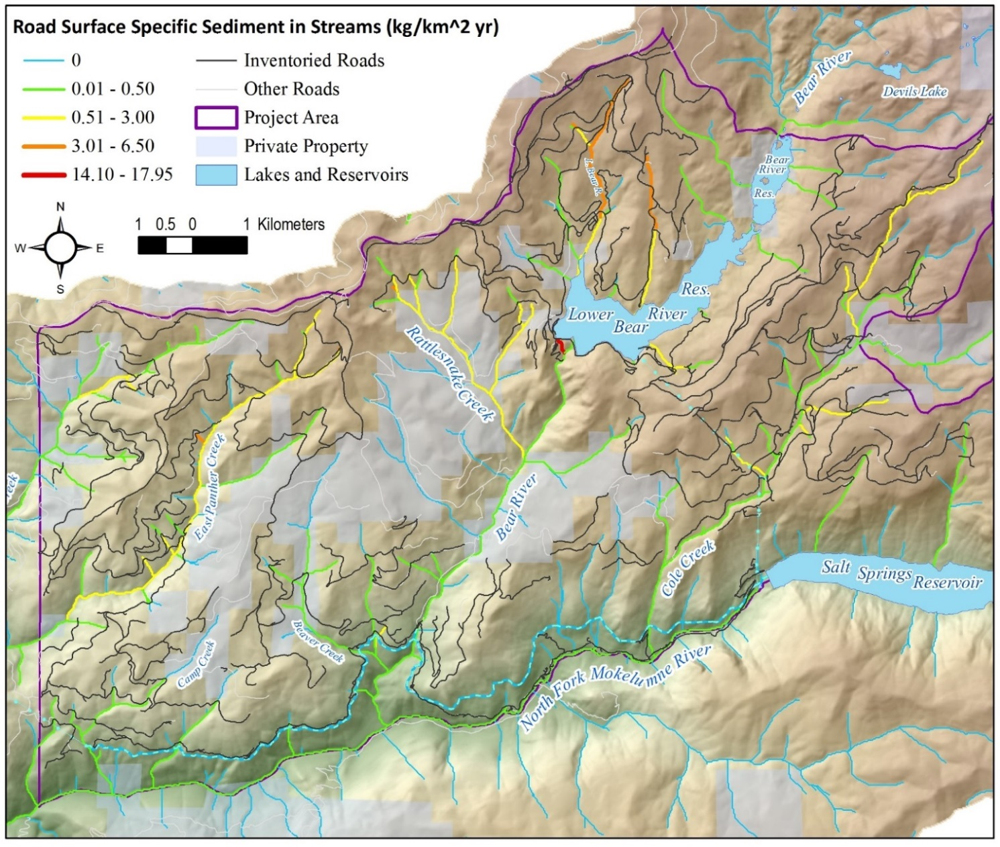 Road Surface Specific Sediment in Streams (kg/km^2 yr)
0
0.01 - 0.50
0.51 - 3.00
3.01 - 6.50
14.10 - 17.95
Inventoried Roads
Other Roads
Project Area
Private Property
Lakes and Reservoirs
N
W
E
S
1 0.5 0 1 Kilometers
Bear River
Devils Lake
Bear
River
Res.
L. Bear R.
Res.
Lower River
Bear
Rattlesnake Creek
East Panther Creek
reek
Bear River
Cole Creek
Salt Springs Reservoir
Beaver Creek
Camp Creek
North Fork Mokelumne River